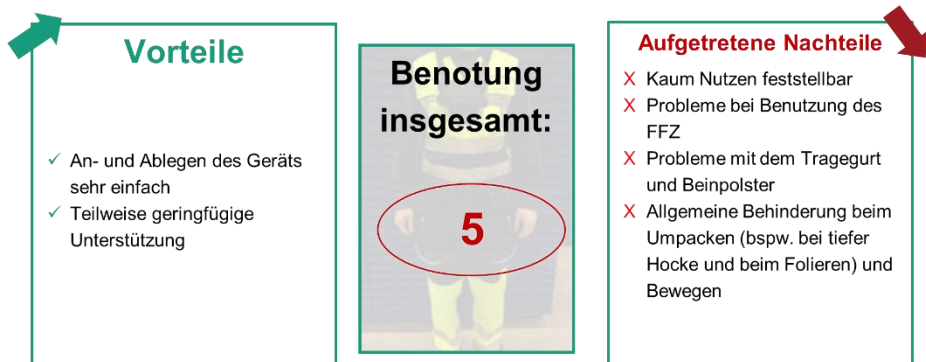 Vorteile
✓ An- und Ablegen des Geräts
sehr einfach
✓ Teilweise geringfügige
Unterstützung
Benotung
insgesamt:
5
Aufgetretene Nachteile
X Kaum Nutzen feststellbar
X Probleme bei Benutzung des
FFZ
X Probleme mit dem Tragegurt
und Beinpolster
X Allgemeine Behinderung beim
Umpacken (bspw. bei tiefer
Hocke und beim Folieren) und
Bewegen